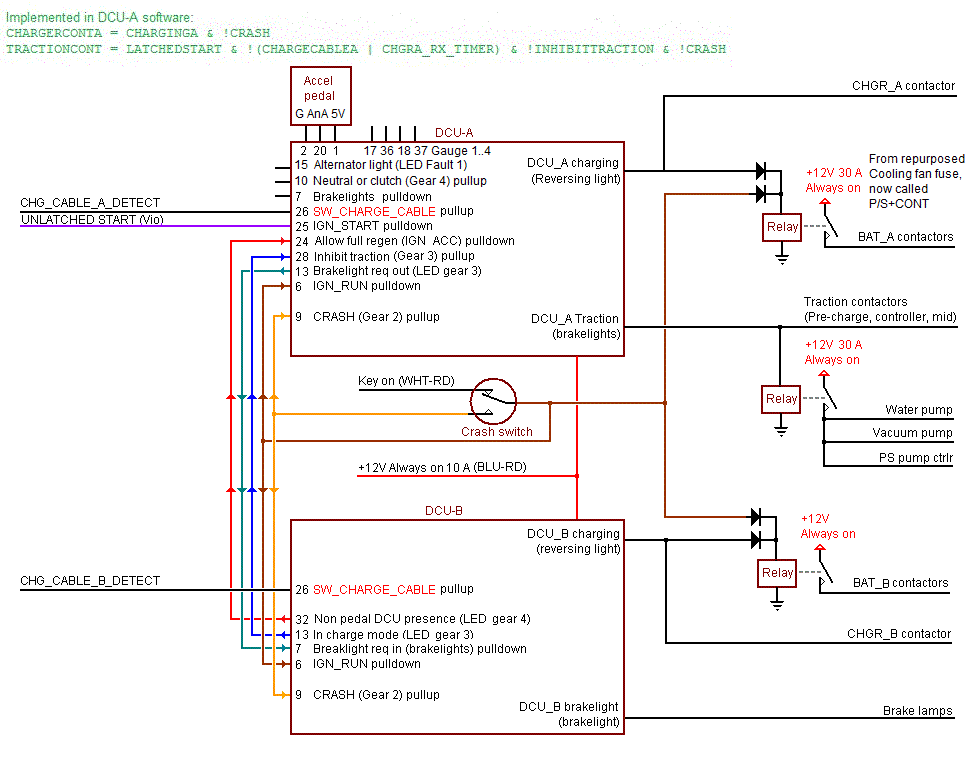 Implemented in DCU-A software:
CHARGERCONTA = CHARGINGA & !CRASH
TRACTIONCONT = LATCHEDSTART & !(CHARGECABLEA | CHGRA_RX_TIMER) & !INHIBITTRACTION & !CRASH
Accel
pedal
G AnA 5V
CHGR_A contactor
DCU-A
2 20 1
17 36 18 37 Gauge 1..4
15 Alternator light (LED Fault 1)
10 Neutral or clutch (Gear 4) pullup
7 Brakelights pulldown
26 SW_CHARGE_CABLE pullup
25 IGN_START pulldown
24 Allow full regen (IGN_ACC) pulldown
28 Inhibit traction (Gear 3) pullup
13 Brakelight req out (LED gear 3)
6 IGN_RUN pulldown
9 CRASH (Gear 2) pullup
CHG_CABLE_A_DETECT
UNLATCHED START (Vio)
DCU_A charging
(Reversing light)
DCU_A Traction
(brakelights)
+12V 30 A
Always on
From repurposed
Cooling fan fuse,
now called
P/S+CONT
Relay
BAT_A contactors
Traction contactors
(Pre-charge, controller, mid)
+12V 30 A
Always on
Relay
Water pump
Vacuum pump
PS pump ctrlr
Key on (WHT-RD)
Crash switch
+12V Always on 10 A (BLU-RD)
DCU-B
DCU_B charging
(reversing light)
+12V
Always on
Relay
BAT_B contactors
CHGR_B contactor
CHG_CABLE_B_DETECT
26 SW_CHARGE_CABLE pullup
32 Non pedal DCU presence (LED gear 4)
13 In charge mode (LED gear 3)
7 Breaklight req in (brakelights) pulldown
6 IGN_RUN pulldown
9 CRASH (Gear 2) pullup
DCU_B brakelight
(brakelight)
Brake lamps